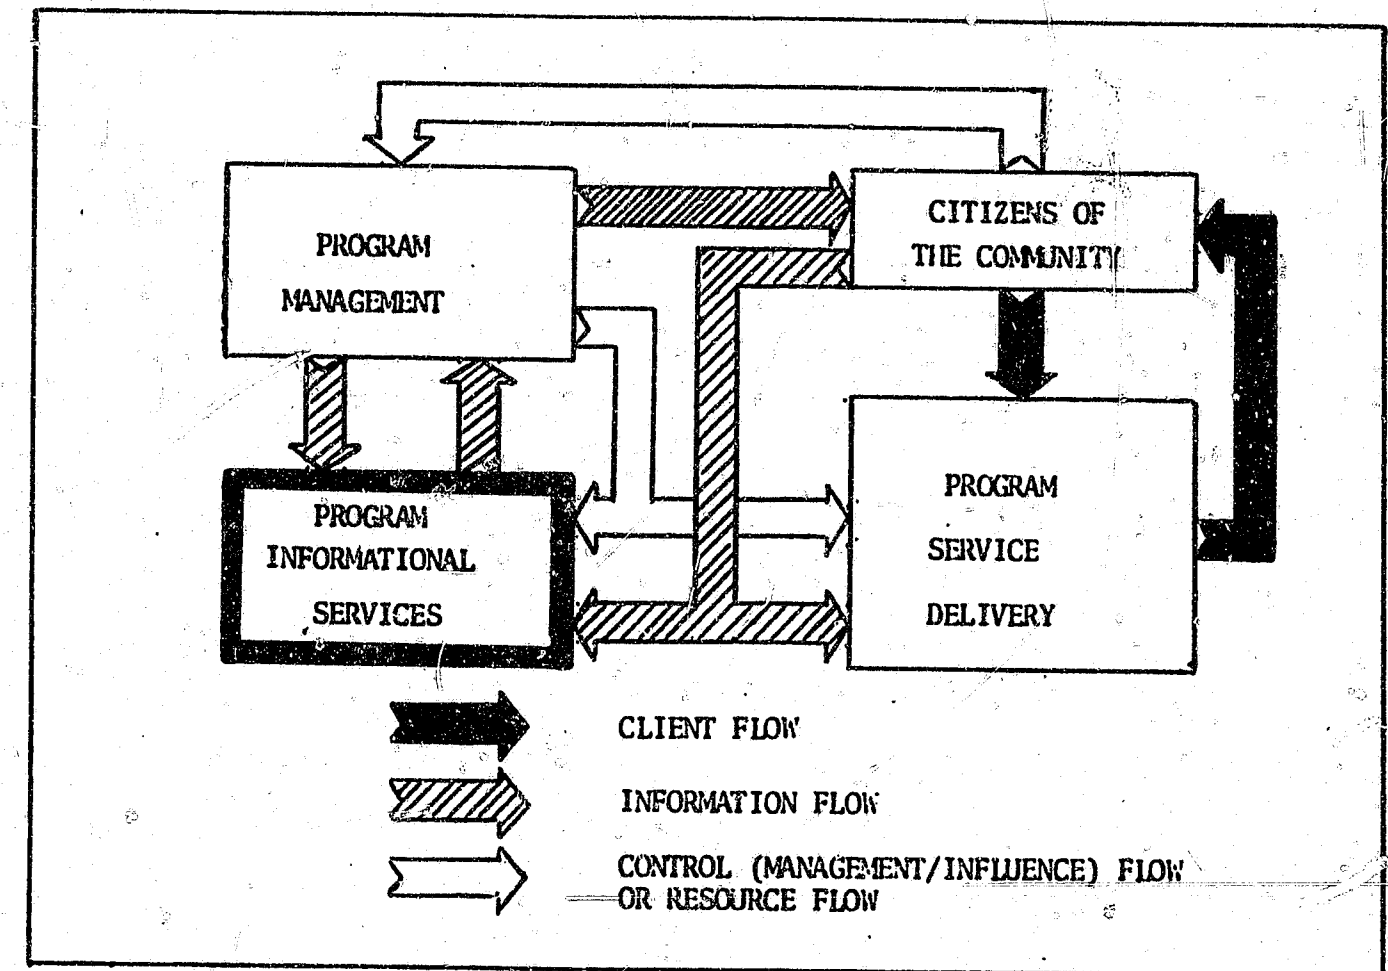 PROGRAM
MANAGEMENT
CITIZENS OF
THE COMMUNITY
PROGRAM
INFORMATIONAL
SERVICES
PROGRAM
SERVICE
DELIVERY
CLIENT FLOW
INFORMATION FLOW
CONTROL (MANAGEMENT/INFLUENCE) FLOW
OR RESOURCE FLOW